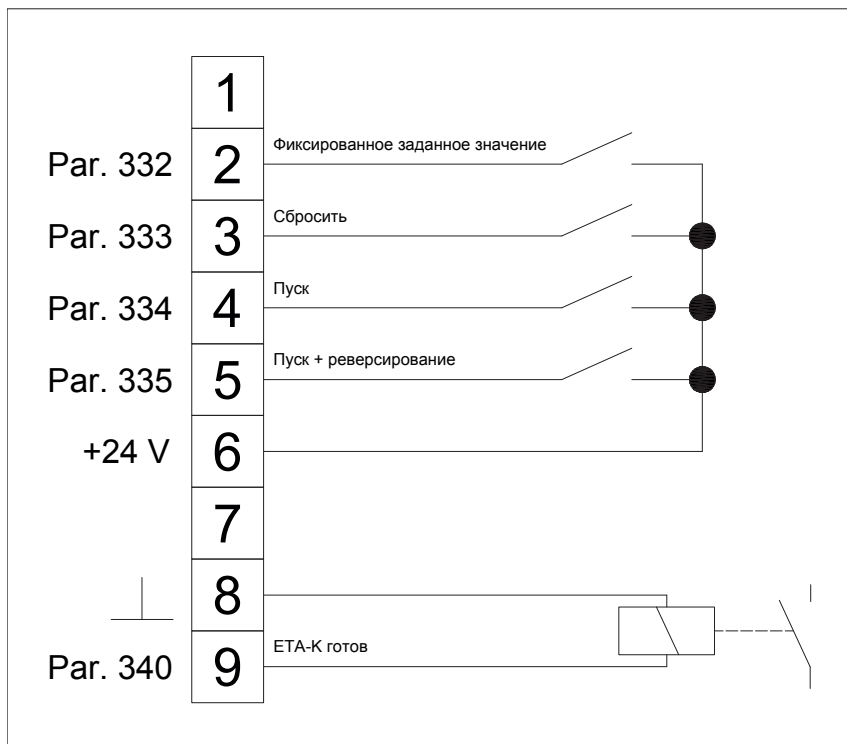 1
Par. 332 2 Фиксированное заданное значение
Par. 333 3 Сбросить
Par. 334 4 Пуск
Par. 335 5 Пуск + реверсирование
+24 V 6
7
8
Par. 340 9 ETA-K готов